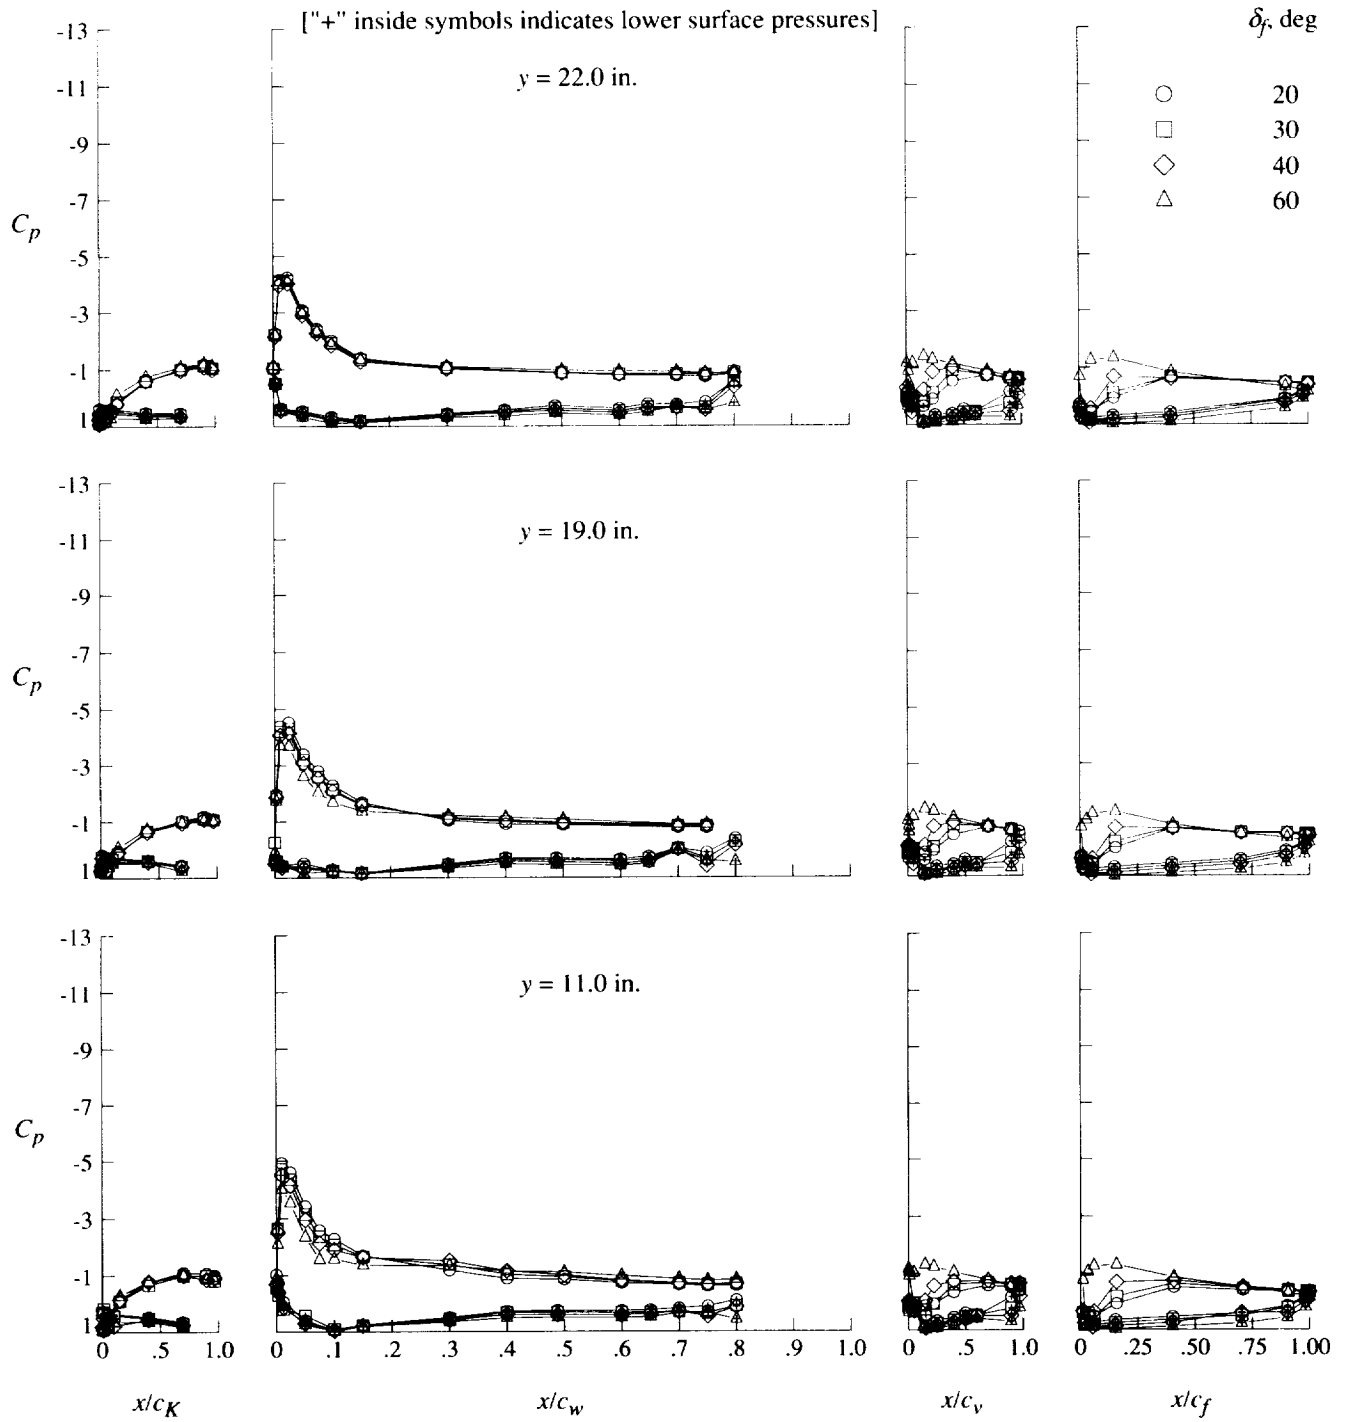 ["+" inside symbols indicates lower surface pressures]
δf, deg
20
30
40
60
y = 22.0 in.
Cp
-13
-11
-9
-7
-5
-3
-1
1
y = 19.0 in.
Cp
-13
-11
-9
-7
-5
-3
-1
1
y = 11.0 in.
Cp
-13
-11
-9
-7
-5
-3
-1
1
0 .5 1.0
0 .1 .2 .3 .4 .5 .6 .7 .8 .9 1.0
0 .5 1.0
0 .25 .50 .75 1.00
x/cK
x/cw
x/cv
x/cf